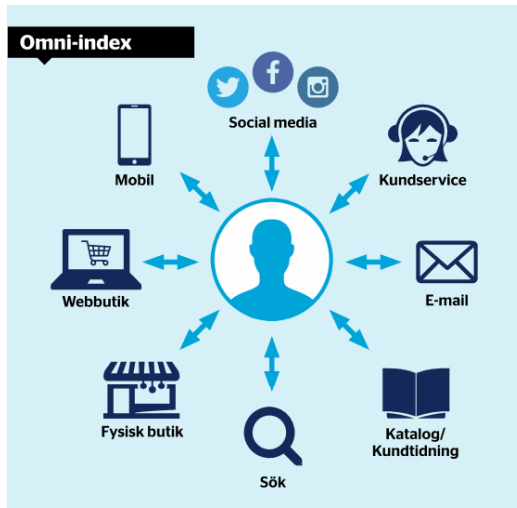 Omni-index
Social media
Mobil
Kundservice
Webbutik
E-mail
Fysisk butik
Katalog/
Kundtidning
Sök